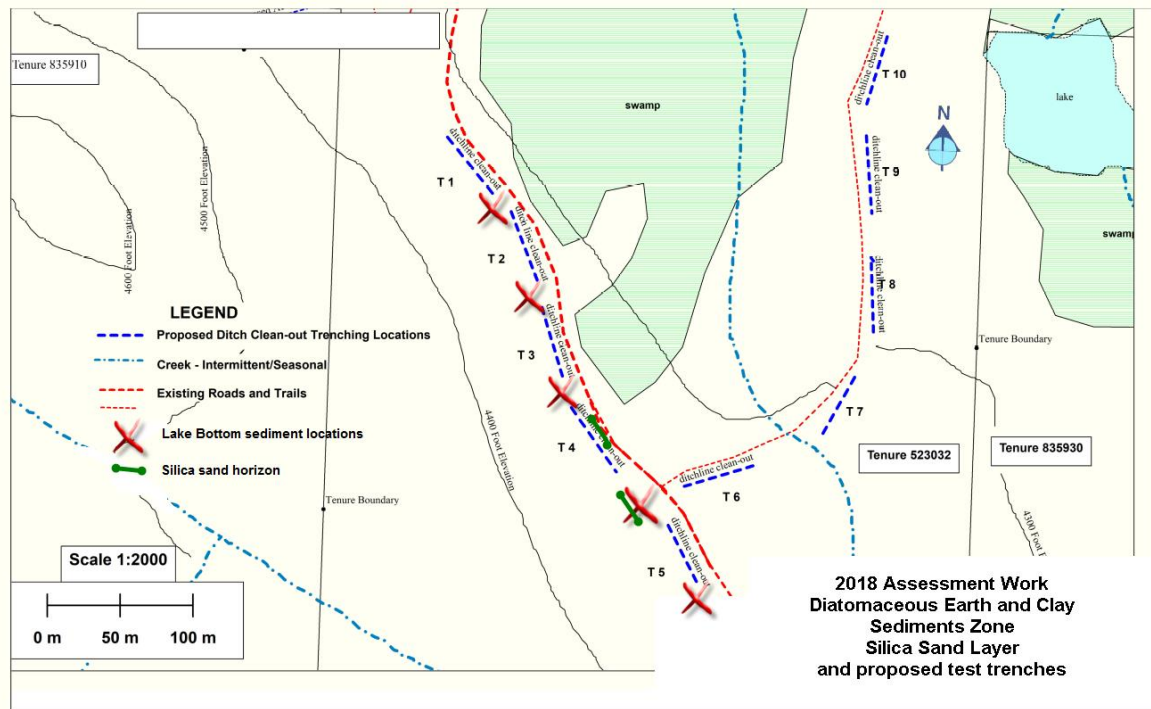 Tenure 835910
4500 Foot Elevation
4600 Foot Elevation
4400 Foot Elevation
swamp
lake
swamp
N
T 10
ditchline clean-out
T 9
ditchline clean-out
T 8
ditchline clean-out
T 1
ditchline clean-out
T 2
ditch line clean-out
T 3
ditchline clean-out
T 4
ditchline clean-out
T 5
ditchline clean-out
T 6
ditchline clean-out
T 7
LEGEND
Proposed Ditch Clean-out Trenching Locations
Creek - Intermittent/Seasonal
Existing Roads and Trails
Lake Bottom sediment locations
Silica sand horizon
Tenure Boundary
Tenure Boundary
Tenure 523032
Tenure 835930
4300 Foot
Scale 1:2000
0 m 50 m 100 m
2018 Assessment Work
Diatomaceous Earth and Clay
Sediments Zone
Silica Sand Layer
and proposed test trenches